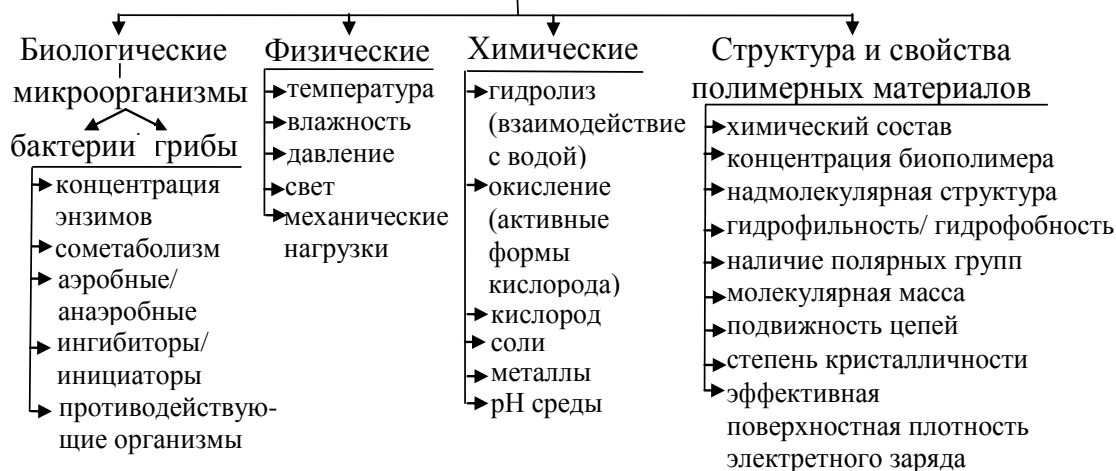 Биологические
микроорганизмы
бактерии грибы
концентрация
энзимов
сометаболизм
аэробные/
анаэробные
ингибиторы/
инициаторы
противодействую-
щие организмы
Физические
температура
влажность
давление
свет
механические
нагрузки
Химические
гидролиз
(взаимодействие
с водой)
окисление
(активные
формы
кислорода)
кислород
соли
металлы
рН среды
Структура и свойства
полимерных материалов
химический состав
концентрация биополимера
надмолекулярная структура
гидрофильность/ гидрофобность
наличие полярных групп
молекулярная масса
подвижность цепей
степень кристалличности
эффективная
поверхностная плотность
электретного заряда